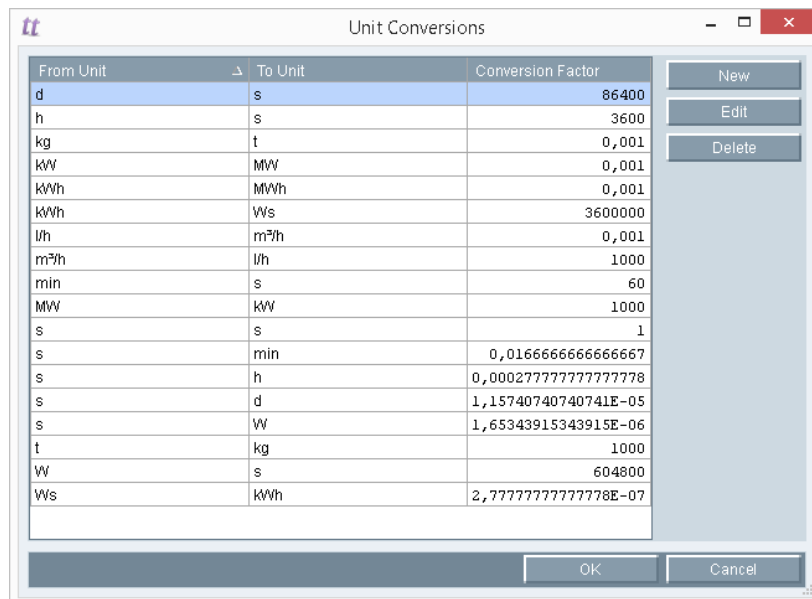 tt Unit Conversions
From Unit To Unit Conversion Factor
d s 86400
h s 3600
kg t 0,001
kW MW 0,001
kWh MWh 0,001
kWh Ws 3600000
l/h m³/h 0,001
m³/h l/h 1000
min s 60
MW kW 1000
s s 1
s min 0,0166666666666667
s h 0,000277777777777778
s d 1,15740740740741E-05
s W 1,65343915343915E-06
t kg 1000
W s 604800
Ws kWh 2,77777777777778E-07
New
Edit
Delete
OK Cancel